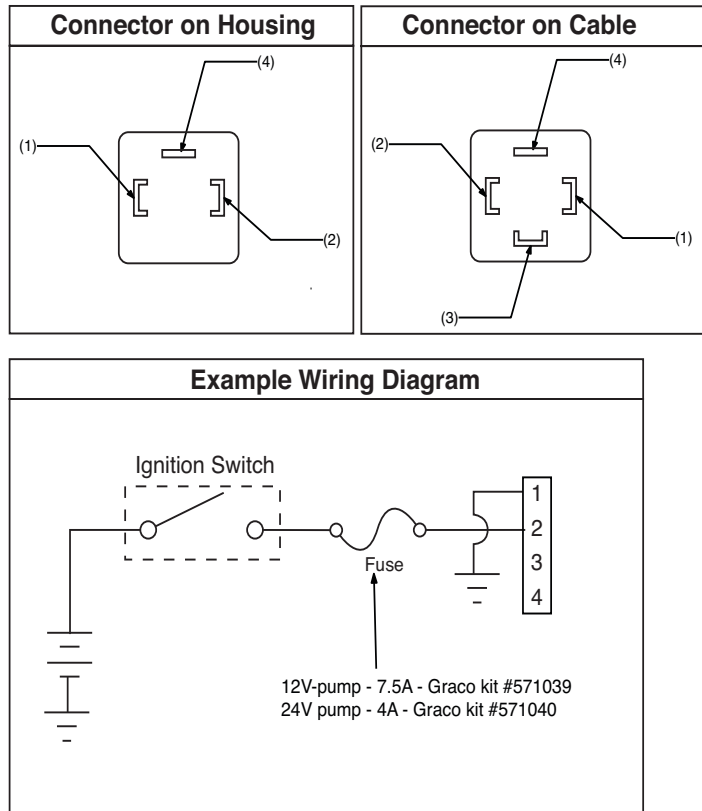 Connector on Housing
(4)
(1)
(2)
Connector on Cable
(4)
(2)
(1)
(3)
Example Wiring Diagram
Ignition Switch
Fuse
1
2
3
4
12V-pump - 7.5A - Graco kit #571039
24V pump - 4A - Graco kit #571040